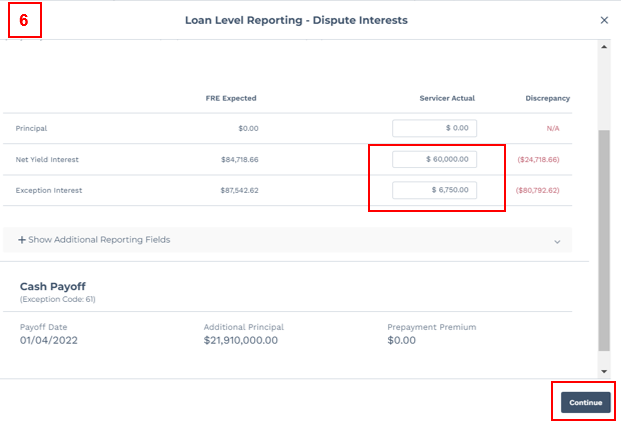 6
Loan Level Reporting - Dispute Interests
FRE Expected Servicer Actual Discrepancy
Principal $0.00 $ 0.00 N/A
Net Yield Interest $84,718.66 $ 60,000.00 ($24,718.66)
Exception Interest $87,542.62 $ 6,750.00 ($80,792.62)
Show Additional Reporting Fields
Cash Payoff
(Exception Code: 61)
Payoff Date Additional Principal Prepayment Premium
01/04/2022 $21,910,000.00 $0.00
Continue